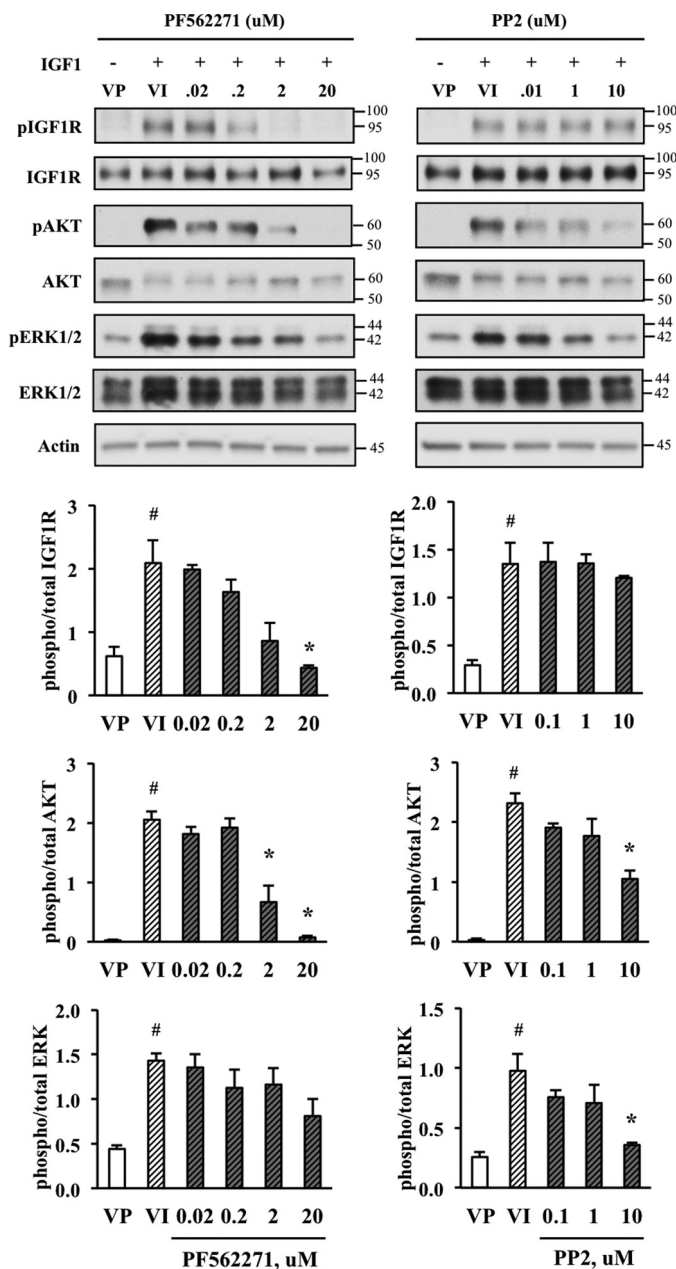 PF562271 (uM) PP2 (uM)
IGF1 - + + + + + - + + + +
VP VI .02 .2 2 20 VP VI .01 1 10
pIGF1R 100 95 100 95
IGF1R 100 95 100 95
pAKT 60 50 60 50
AKT 60 50 60 50
pERK1/2 44 42 44 42
ERK1/2 44 42 44 42
Actin 45 45
phospho/total IGF1R
3
2
1
0
# *
VP VI 0.02 0.2 2 20
phospho/total IGF1R
2.0
1.5
1.0
0.5
0.0
#
VP VI 0.1 1 10
phospho/total AKT
3
2
1
0
# * *
VP VI 0.02 0.2 2 20
phospho/total AKT
3
2
1
0
# *
VP VI 0.1 1 10
phospho/total ERK
2.0
1.5
1.0
0.5
0.0
#
VP VI 0.02 0.2 2 20
PF562271, uM
phospho/total ERK
1.5
1.0
0.5
0.0
# *
VP VI 0.1 1 10
PP2, uM